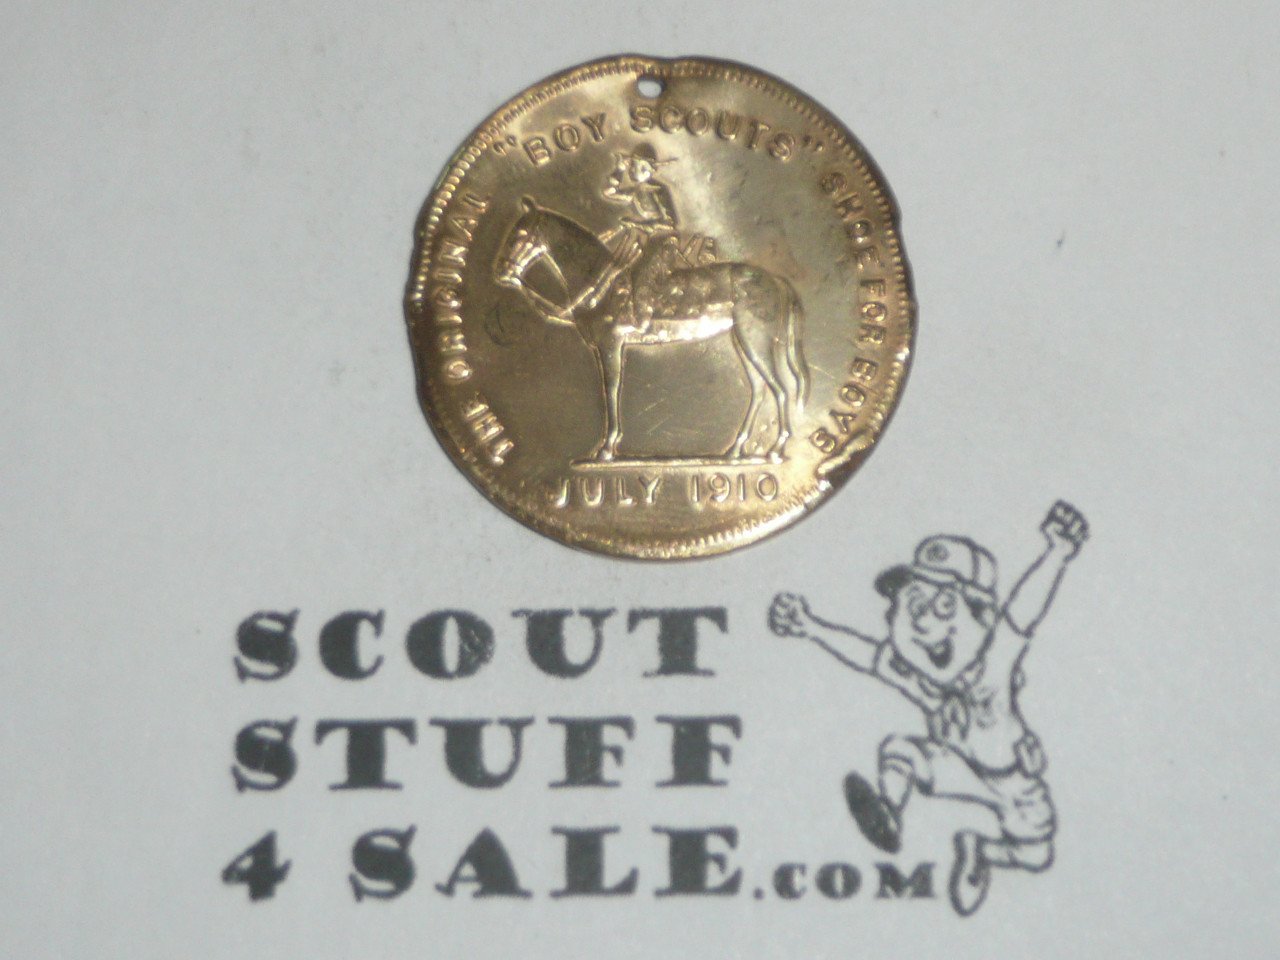 THE ORIGINAL "BOY SCOUTS" SHOE FOR BOYS
JULY 1910
SCOUT
STUFF
4 SALE.COM